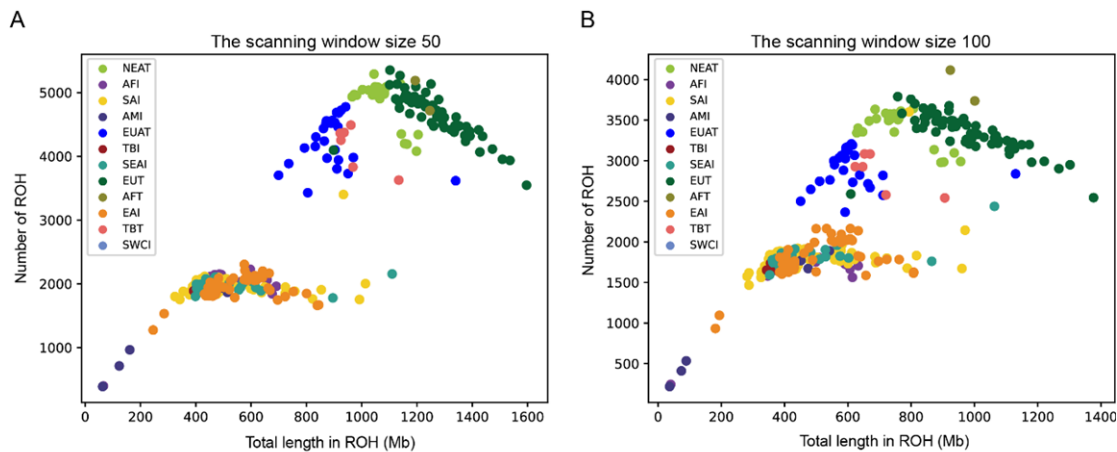 A
The scanning window size 50
Number of ROH
5000
4000
3000
2000
1000
NEAT
AFI
SAI
AMI
EUAT
TBI
SEAI
EUT
AFT
EAI
TBT
SWCI
0 200 400 600 800 1000 1200 1400 1600
Total length in ROH (Mb)
B
The scanning window size 100
Number of ROH
4000
3500
3000
2500
2000
1500
1000
500
NEAT
AFI
SAI
AMI
EUAT
TBI
SEAI
EUT
AFT
EAI
TBT
SWCI
0 200 400 600 800 1000 1200 1400
Total length in ROH (Mb)